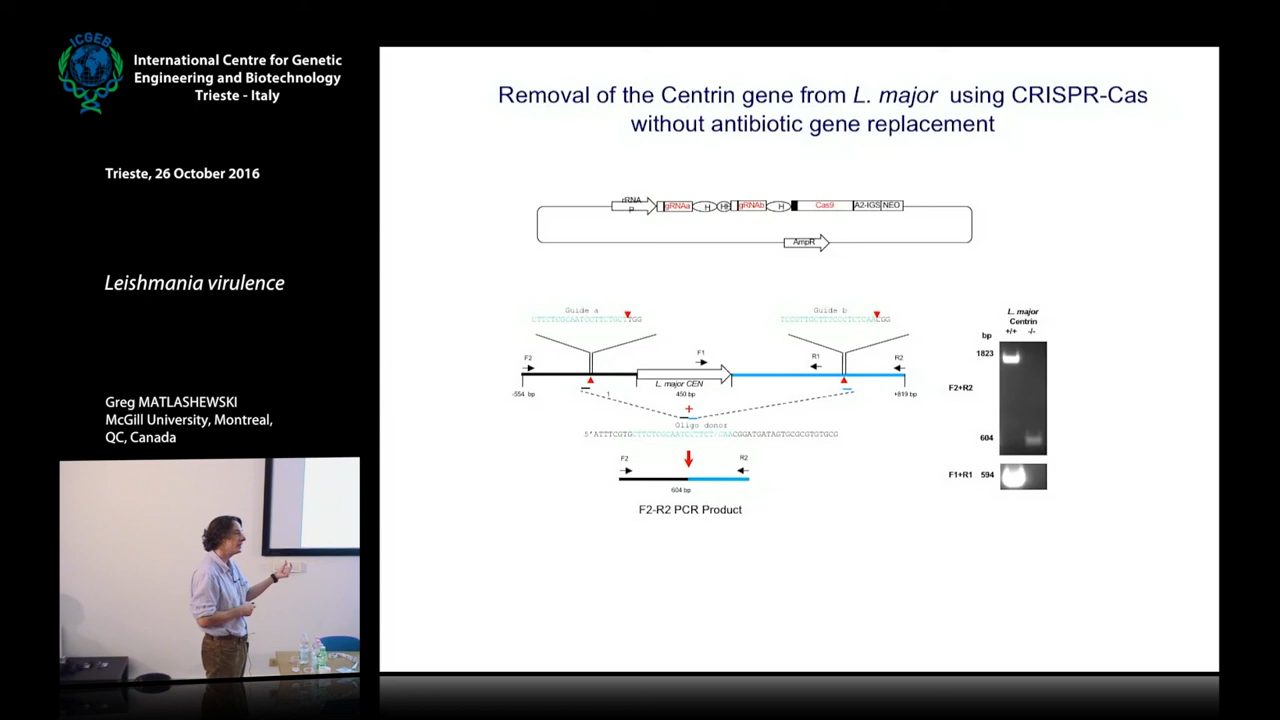 ICGEB
International Centre for Genetic
Engineering and Biotechnology
Trieste - Italy
Trieste, 26 October 2016
Leishmania virulence
Greg MATLASHEWSKI
McGill University, Montreal,
QC, Canada
Removal of the Centrin gene from L. major using CRISPR-Cas
without antibiotic gene replacement
rRNA
P
gRNAa H HR gRNAb H Cas9 A2-IGS NEO
AmpR
Guide a
Guide b
F2 F1 R1 R2
L. major CEN
-554 bp 1 450 bp +819 bp
+
Oligo donor
F2 R2
604 bp
F2-R2 PCR Product
L. major
Centrin
bp +/+ -/-
1823
F2+R2
604
F1+R1 594